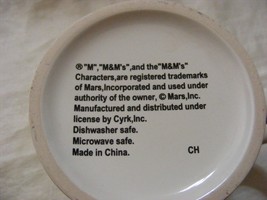 ® "M","M&M's",and the"M&M's"
Characters,are registered trademarks
of Mars,Incorporated and used under
authority of the owner, © Mars,Inc.
Manufactured and distributed under
license by Cyrk,Inc.
Dishwasher safe.
Microwave safe.
Made in China. CH